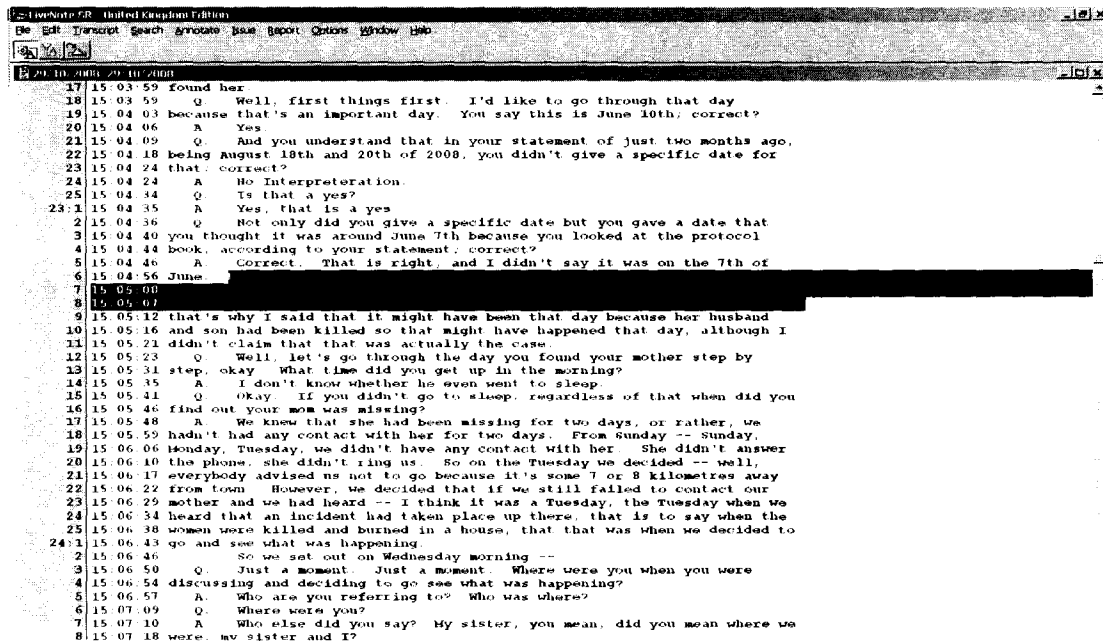 LiveNote SR - United Kingdom Edition
File Edit Transcript Search Annotate Issue Report Options Window Help
29-10-2008, 29/10/2008
17 15:03:59 found her.
18 15:03:59 Q. Well, first things first. I'd like to go through that day
19 15:04:03 because that's an important day. You say this is June 10th; correct?
20 15:04:06 A Yes.
21 15:04:09 Q. And you understand that in your statement of just two months ago,
22 15:04:18 being August 18th and 20th of 2008, you didn't give a specific date for
23 15:04:24 that; correct?
24 15:04:24 A No Interpreteration.
25 15:04:34 Q. Is that a yes?
23:1 15:04:35 A Yes, that is a yes
2 15:04:36 Q. Not only did you give a specific date but you gave a date that
3 15:04:40 you thought it was around June 7th because you looked at the protocol
4 15:04:44 book, according to your statement; correct?
5 15:04:46 A. Correct. That is right, and I didn't say it was on the 7th of
6 15:04:56 June.
7 15:05:00
8 15:05:07
9 15:05:12 that's why I said that it might have been that day because her husband
10 15:05:16 and son had been killed so that might have happened that day, although I
11 15:05:21 didn't claim that that was actually the case.
12 15:05:23 Q. Well, let's go through the day you found your mother step by
13 15:05:31 step, okay What time did you get up in the morning?
14 15:05:35 A. I don't know whether he even went to sleep.
15 15:05:41 Q. Okay. If you didn't go to sleep, regardless of that when did you
16 15:05:46 find out your mom was missing?
17 15:05:48 A. We knew that she had been missing for two days, or rather, we
18 15:05:59 hadn't had any contact with her for two days. From Sunday -- Sunday,
19 15:06:06 Monday, Tuesday, we didn't have any contact with her. She didn't answer
20 15:06:10 the phone, she didn't ring us. So on the Tuesday we decided -- well,
21 15:06:17 everybody advised us not to go because it's some 7 or 8 kilometres away
22 15:06:22 from town However, we decided that if we still failed to contact our
23 15:06:29 mother and we had heard -- I think it was a Tuesday, the Tuesday when we
24 15:06:34 heard that an incident had taken place up there, that is to say when the
25 15:06:38 women were killed and burned in a house, that that was when we decided to
24:1 15:06:43 go and see what was happening.
2 15:06:46 So we set out on Wednesday morning --
3 15:06:50 Q. Just a moment. Just a moment. Where were you when you were
4 15:06:54 discussing and deciding to go see what was happening?
5 15:06:57 A. Who are you referring to? Who was where?
6 15:07:09 Q. Where were you?
7 15:07:10 A Who else did you say? My sister, you mean, did you mean where we
8 15:07:18 were, my sister and I?